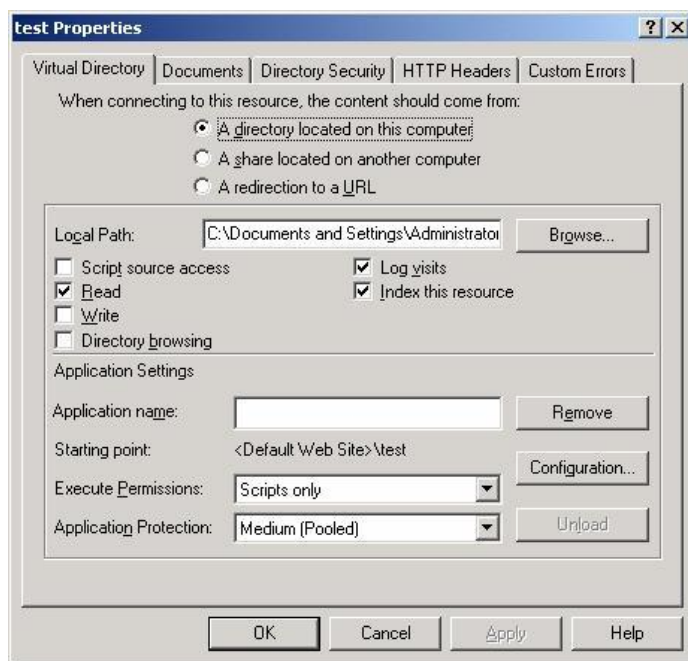 test Properties
Virtual Directory Documents Directory Security HTTP Headers Custom Errors
When connecting to this resource, the content should come from:
A directory located on this computer
A share located on another computer
A redirection to a URL
Local Path: C:\Documents and Settings\Administrator Browse...
Script source access Log visits
Read Index this resource
Write
Directory browsing
Application Settings
Application name: Remove
Starting point: <Default Web Site>\test
Configuration...
Execute Permissions: Scripts only
Application Protection: Medium (Pooled) Unload
OK Cancel Apply Help